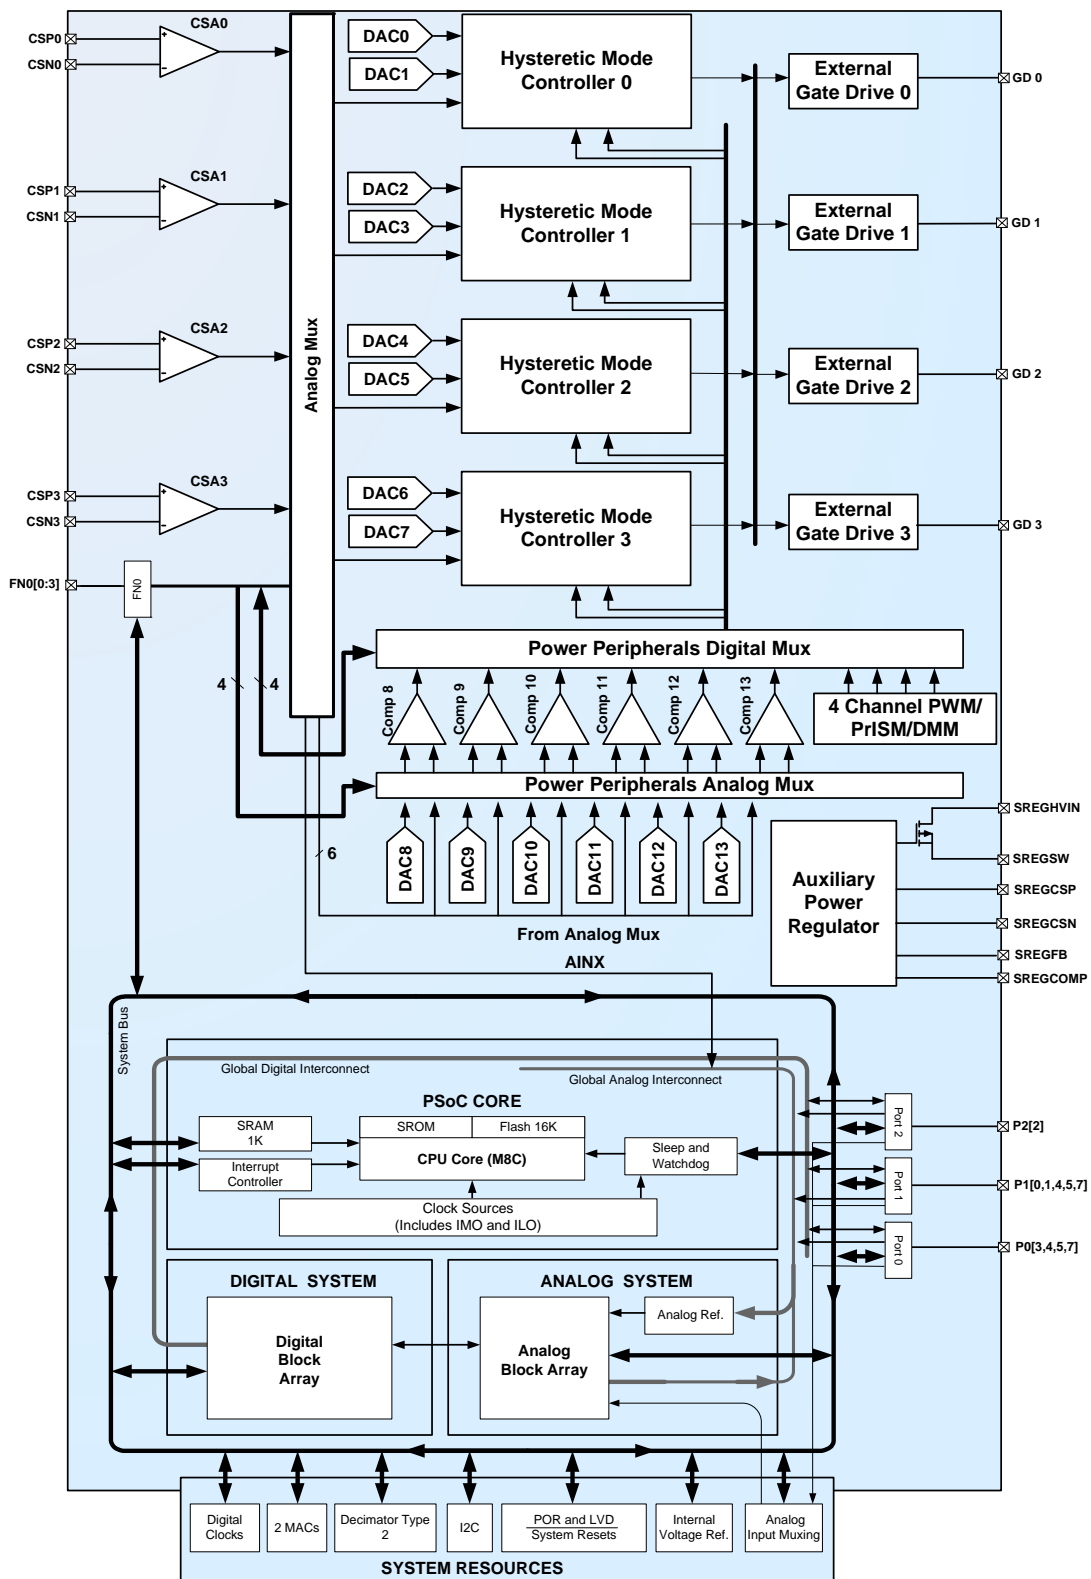 CSP0
CSN0
CSA0
+
−
DAC0
DAC1
Hysteretic Mode
Controller 0
External
Gate Drive 0
GD 0
CSP1
CSN1
CSA1
+
−
DAC2
DAC3
Hysteretic Mode
Controller 1
External
Gate Drive 1
GD 1
Analog Mux
CSP2
CSN2
CSA2
+
−
DAC4
DAC5
Hysteretic Mode
Controller 2
External
Gate Drive 2
GD 2
CSP3
CSN3
CSA3
+
−
DAC6
DAC7
Hysteretic Mode
Controller 3
External
Gate Drive 3
GD 3
FN0[0:3]
FN0
Power Peripherals Digital Mux
4
4
Comp 8
Comp 9
Comp 10
Comp 11
Comp 12
Comp 13
4 Channel PWM/
PrISM/DMM
Power Peripherals Analog Mux
6
DAC8
DAC9
DAC10
DAC11
DAC12
DAC13
From Analog Mux
AINX
Auxiliary
Power
Regulator
SREGHVIN
SREGSW
SREGCSP
SREGCSN
SREGFB
SREGCOMP
System Bus
Global Digital Interconnect
Global Analog Interconnect
PSoC CORE
SRAM
1K
SROM
Flash 16K
CPU Core (M8C)
Interrupt
Controller
Sleep and
Watchdog
Clock Sources
(Includes IMO and ILO)
Port 2
P2[2]
Port 1
P1[0,1,4,5,7]
Port 0
P0[3,4,5,7]
DIGITAL SYSTEM
Digital
Block
Array
ANALOG SYSTEM
Analog
Block Array
Analog Ref.
Digital
Clocks
2 MACs
Decimator Type
2
I2C
POR and LVD
System Resets
Internal
Voltage Ref.
Analog
Input Muxing
SYSTEM RESOURCES